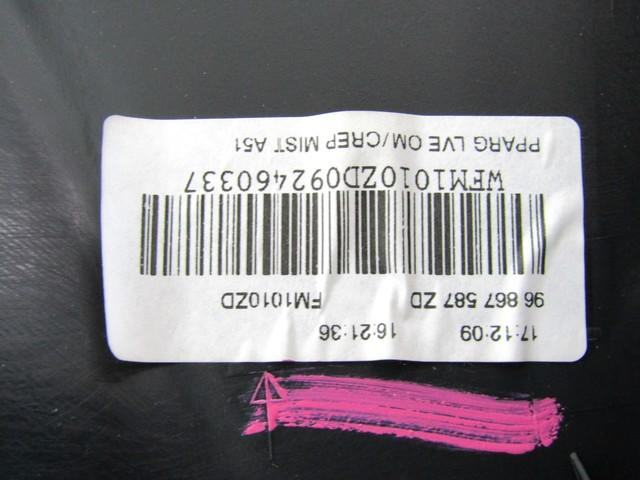 17:12:09 16:21:36
96 867 587 ZD FM1010ZD
WFM1010ZD092460337
PPARG LVE OM/CREP MIST A51